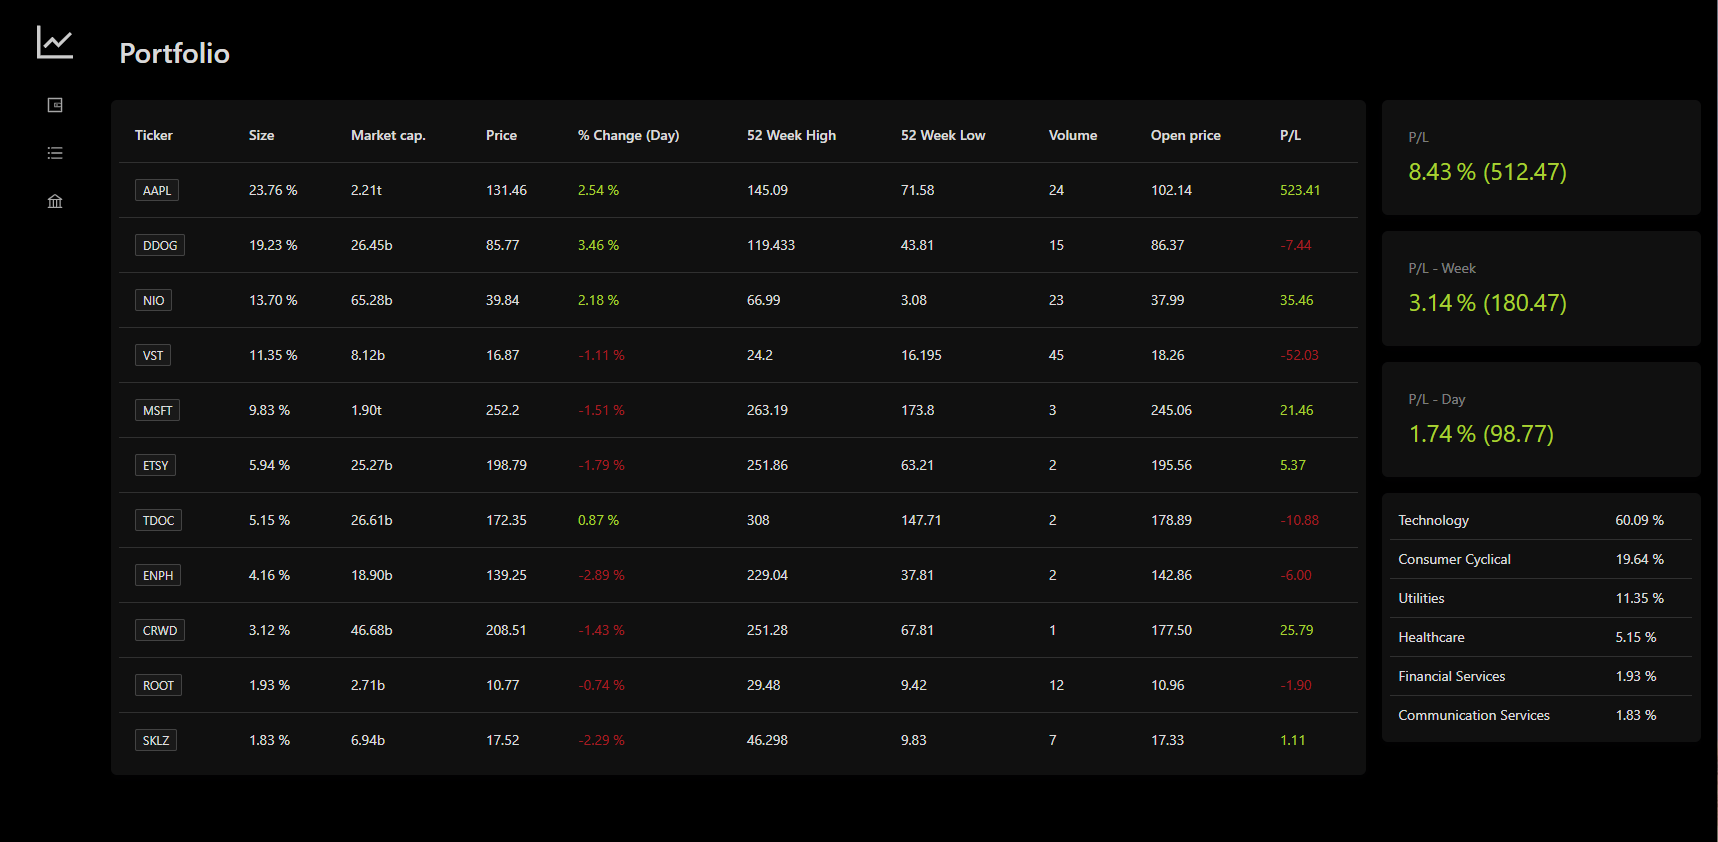 Portfolio
Ticker Size Market cap. Price % Change (Day) 52 Week High 52 Week Low Volume Open price P/L
AAPL 23.76 % 2.21t 131.46 2.54 % 145.09 71.58 24 102.14 523.41
DDOG 19.23 % 26.45b 85.77 3.46 % 119.433 43.81 15 86.37 -7.44
NIO 13.70 % 65.28b 39.84 2.18 % 66.99 3.08 23 37.99 35.46
VST 11.35 % 8.12b 16.87 -1.11 % 24.2 16.195 45 18.26 -52.03
MSFT 9.83 % 1.90t 252.2 -1.51 % 263.19 173.8 3 245.06 21.46
ETSY 5.94 % 25.27b 198.79 -1.79 % 251.86 63.21 2 195.56 5.37
TDOC 5.15 % 26.61b 172.35 0.87 % 308 147.71 2 178.89 -10.88
ENPH 4.16 % 18.90b 139.25 -2.89 % 229.04 37.81 2 142.86 -6.00
CRWD 3.12 % 46.68b 208.51 -1.43 % 251.28 67.81 1 177.50 25.79
ROOT 1.93 % 2.71b 10.77 -0.74 % 29.48 9.42 12 10.96 -1.90
SKLZ 1.83 % 6.94b 17.52 -2.29 % 46.298 9.83 7 17.33 1.11
P/L
8.43 % (512.47)
P/L - Week
3.14 % (180.47)
P/L - Day
1.74 % (98.77)
Technology 60.09 %
Consumer Cyclical 19.64 %
Utilities 11.35 %
Healthcare 5.15 %
Financial Services 1.93 %
Communication Services 1.83 %